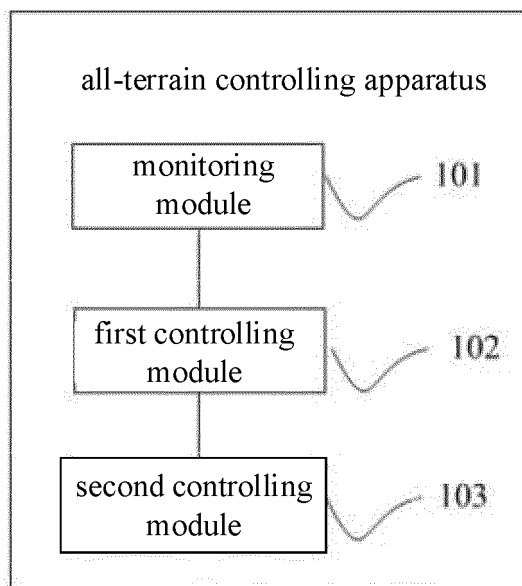 all-terrain controlling apparatus
monitoring
module
101
first controlling
module
102
second controlling
module
103